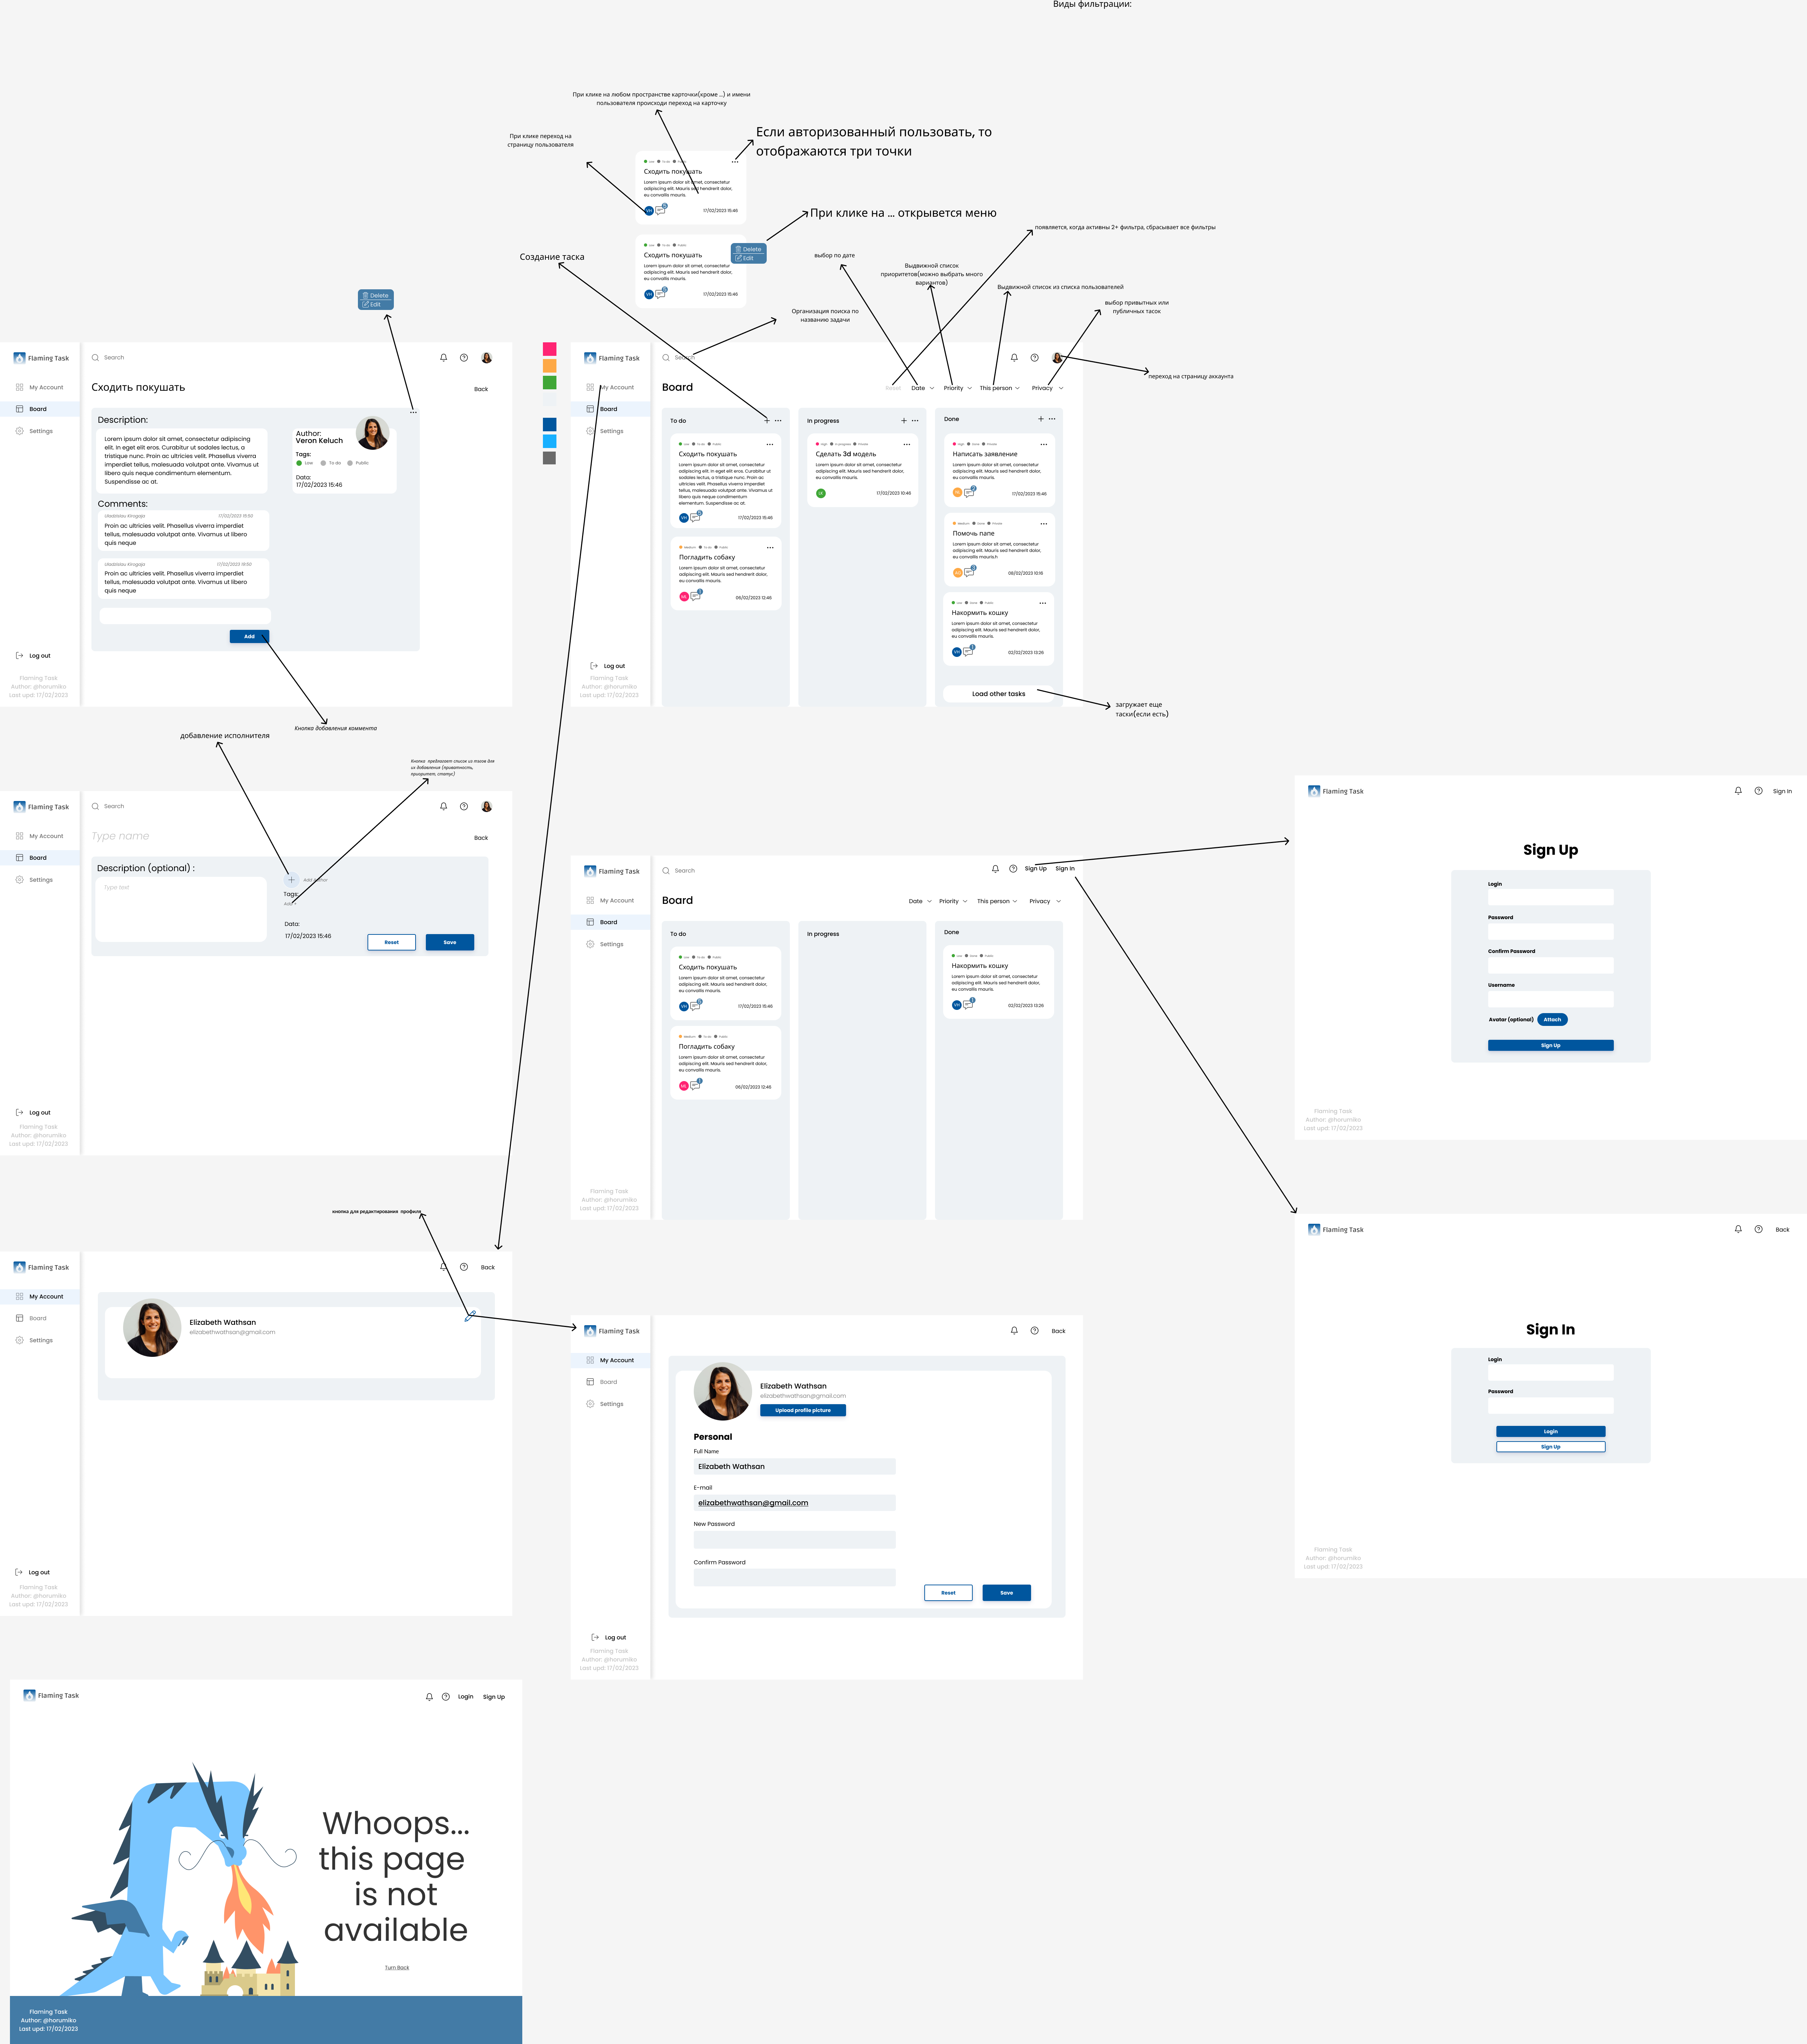 Виды фильтрации:
При клике на любом пространстве карточки(кроме ...) и имени
пользователя происходи переход на карточку
При клике переход на
страницу пользователя
Если авторизованный пользовать, то
отображаются три точки
Low To do Public
Сходить покушать
Lorem ipsum dolor sit amet, consectetur
adipiscing elit. Mauris sed hendrerit dolor,
eu convallis mauris.
VH 5 17/02/2023 15:46
При клике на ... открывется меню
Low To do Public
Сходить покушать
Lorem ipsum dolor sit amet, consectetur
adipiscing elit. Mauris sed hendrerit dolor,
eu convallis mauris.
VH 5 17/02/2023 15:46
Delete
Edit
появляется, когда активны 2+ фильтра, сбрасывает все фильтры
Создание таска
выбор по дате
Выдвижной список
приоритетов(можно выбрать много
вариантов)
Выдвижной список из списка пользователей
выбор привытных или
публичных тасок
Организация поиска по
названию задачи
переход на страницу аккаунта
Delete
Edit
Flaming Task
Search
My Account
Board
Settings
Сходить покушать
Back
Description:
Lorem ipsum dolor sit amet, consectetur adipiscing
elit. In eget elit eros. Curabitur ut sodales lectus, a
tristique nunc. Proin ac ultricies velit. Phasellus viverra
imperdiet tellus, malesuada volutpat ante. Vivamus ut
libero quis neque condimentum elementum.
Suspendisse ac at.
Author:
Veron Keluch
Tags:
Low To do Public
Data:
17/02/2023 15:46
Comments:
17/02/2023 19:50
Proin ac ultricies velit. Phasellus viverra imperdiet
tellus, malesuada volutpat ante. Vivamus ut libero
quis neque
17/02/2023 19:50
Proin ac ultricies velit. Phasellus viverra imperdiet
tellus, malesuada volutpat ante. Vivamus ut libero
quis neque
Add
Log out
Flaming Task
Author: @horumiko
Last upd: 17/02/2023
Кнопка добавления коммента
Flaming Task
Search
My Account
Board
Settings
Board
Reset Date Priority This person Privacy
To do
Low To do Public
Сходить покушать
Lorem ipsum dolor sit amet, consectetur
adipiscing elit. In eget elit eros. Curabitur ut
sodales lectus, a tristique nunc. Proin ac
ultricies velit. Phasellus viverra imperdiet
tellus, malesuada volutpat ante. Vivamus ut
libero quis neque condimentum
elementum. Suspendisse ac at.
VH 5 17/02/2023 15:46
Medium To do Public
Погладить собаку
Lorem ipsum dolor sit amet, consectetur
adipiscing elit. Mauris sed hendrerit dolor,
eu convallis mauris.
1 06/02/2023 12:46
In progress
High In progress Private
Сделать 3d модель
Lorem ipsum dolor sit amet, consectetur
adipiscing elit. Mauris sed hendrerit dolor,
eu convallis mauris.
17/02/2023 10:46
Done
High Done Private
Написать заявление
Lorem ipsum dolor sit amet, consectetur
adipiscing elit. Mauris sed hendrerit dolor,
eu convallis mauris.
2 17/02/2023 15:46
Medium Done Private
Помочь папе
Lorem ipsum dolor sit amet, consectetur
adipiscing elit. Mauris sed hendrerit dolor,
eu convallis mauris.h
3 09/02/2023 10:16
Low Done Public
Накормить кошку
Lorem ipsum dolor sit amet, consectetur
adipiscing elit. Mauris sed hendrerit dolor,
eu convallis mauris.
VH 1 02/02/2023 13:26
Load other tasks
загружает еще
таски(если есть)
Log out
Flaming Task
Author: @horumiko
Last upd: 17/02/2023
добавление исполнителя
Кнопка предлагает список из тэгов для
их добавления (приватность,
приоритет, статус)
Flaming Task
Search
My Account
Board
Settings
Type name
Back
Description (optional) :
Type text
Add Author
Tags:
Add +
Data:
17/02/2023 15:46
Reset
Save
Log out
Flaming Task
Author: @horumiko
Last upd: 17/02/2023
Flaming Task
Search
Sign Up Sign In
My Account
Board
Settings
Board
Date Priority This person Privacy
To do
Low To do Public
Сходить покушать
Lorem ipsum dolor sit amet, consectetur
adipiscing elit. Mauris sed hendrerit dolor,
eu convallis mauris.
VH 5 17/02/2023 15:46
Medium To do Public
Погладить собаку
Lorem ipsum dolor sit amet, consectetur
adipiscing elit. Mauris sed hendrerit dolor,
eu convallis mauris.
1 06/02/2023 12:46
In progress
Done
Low Done Public
Накормить кошку
Lorem ipsum dolor sit amet, consectetur
adipiscing elit. Mauris sed hendrerit dolor,
eu convallis mauris.
VH 1 02/02/2023 13:26
Flaming Task
Author: @horumiko
Last upd: 17/02/2023
Flaming Task
Sign In
Sign Up
Login
Password
Confirm Password
Username
Avatar (optional) Attach
Sign Up
Flaming Task
Author: @horumiko
Last upd: 17/02/2023
кнопка для редактирования профиля
Flaming Task
Back
My Account
Board
Settings
Elizabeth Wathsan
elizabethwathsan@gmail.com
Log out
Flaming Task
Author: @horumiko
Last upd: 17/02/2023
Flaming Task
Back
My Account
Board
Settings
Elizabeth Wathsan
elizabethwathsan@gmail.com
Upload profile picture
Personal
Full Name
Elizabeth Wathsan
E-mail
elizabethwathsan@gmail.com
New Password
Confirm Password
Reset
Save
Log out
Flaming Task
Author: @horumiko
Last upd: 17/02/2023
Flaming Task
Back
Sign In
Login
Password
Login
Sign Up
Flaming Task
Author: @horumiko
Last upd: 17/02/2023
Flaming Task
Login Sign Up
Whoops...
this page
is not
available
Turn Back
Flaming Task
Author: @horumiko
Last upd: 17/02/2023